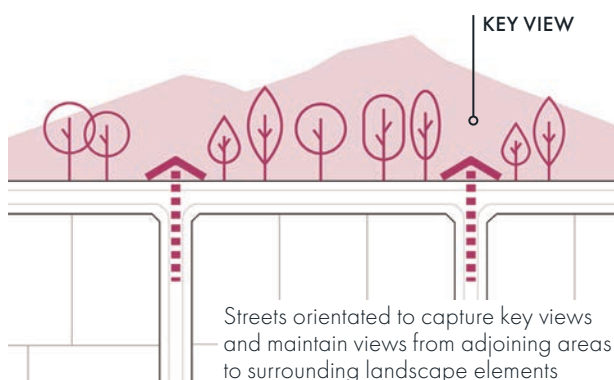 KEY VIEW
Streets orientated to capture key views
and maintain views from adjoining areas
to surrounding landscape elements